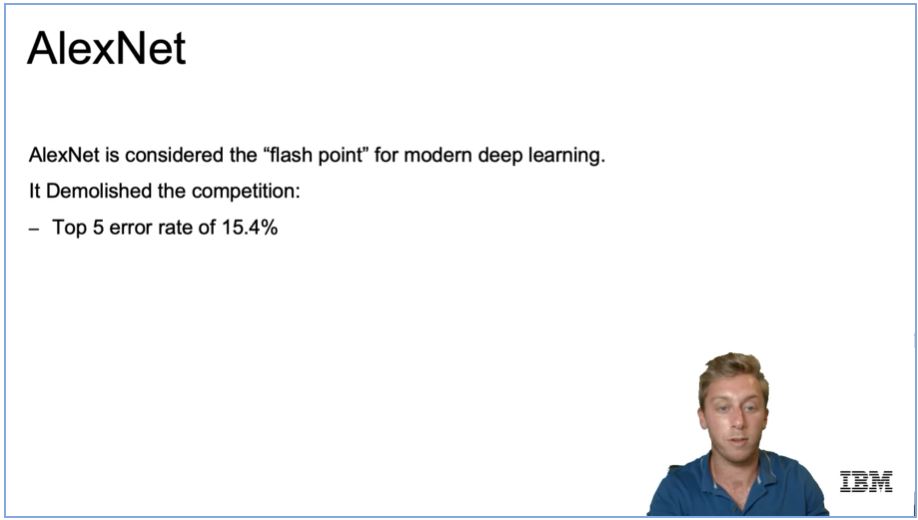 AlexNet
AlexNet is considered the “flash point” for modern deep learning.
It Demolished the competition:
– Top 5 error rate of 15.4%
IBM